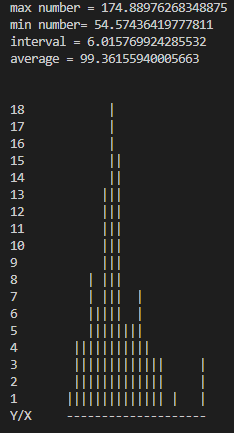 max number = 174.88976268348875
min number= 54.57436419777811
interval = 6.015769924285532
average = 99.36155940005663
18            |
17            |
16            |
15            ||
14            ||
13           |||
12           |||
11           |||
10           |||
9            |||
8          | |||
7          | |||  |
6          |||||  |
5          ||||||||
4        |||||||||||
3        |||||||||||||     |
2        |||||||||||||     |
1       |||||||||||||| |   |
Y/X     --------------------